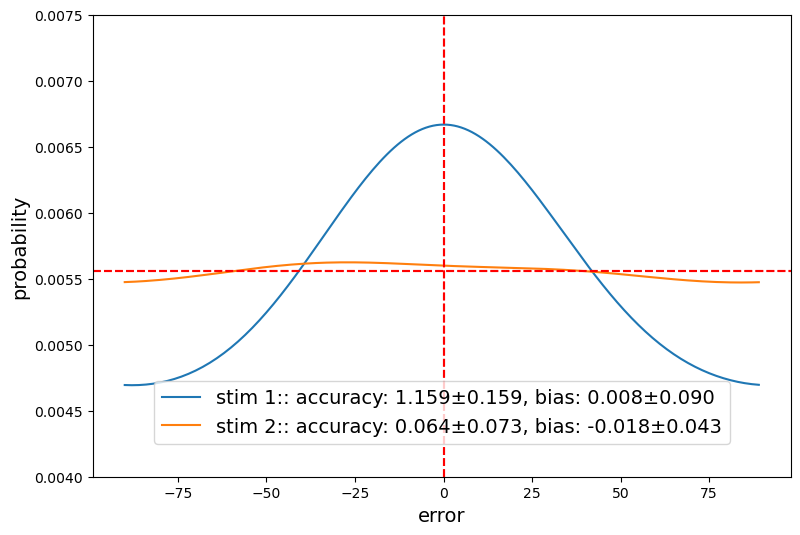 0.0075
0.0070
0.0065
0.0060
0.0055
0.0050
0.0045
0.0040
probability
stim 1:: accuracy: 1.159±0.159, bias: 0.008±0.090
stim 2:: accuracy: 0.064±0.073, bias: -0.018±0.043
−75 −50 −25 0 25 50 75
error